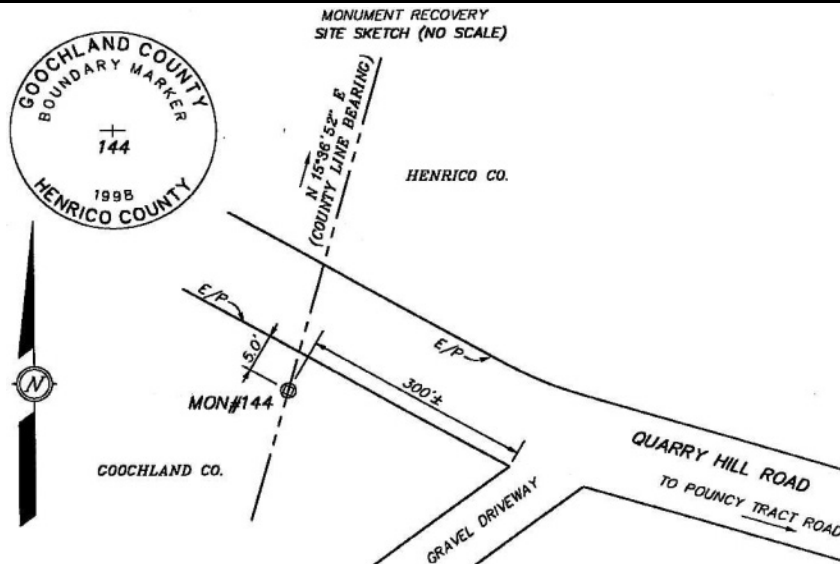 MONUMENT RECOVERY
SITE SKETCH (NO SCALE)
GOOCHLAND COUNTY
BOUNDARY MARKER
144
1998
HENRICO COUNTY
N 15°36'52" E
(COUNTY LINE BEARING)
HENRICO CO.
E/P
E/P
5.0'
300'±
N
MON#144
GOOCHLAND CO.
QUARRY HILL ROAD
TO POUNCY TRACT ROAD
GRAVEL DRIVEWAY